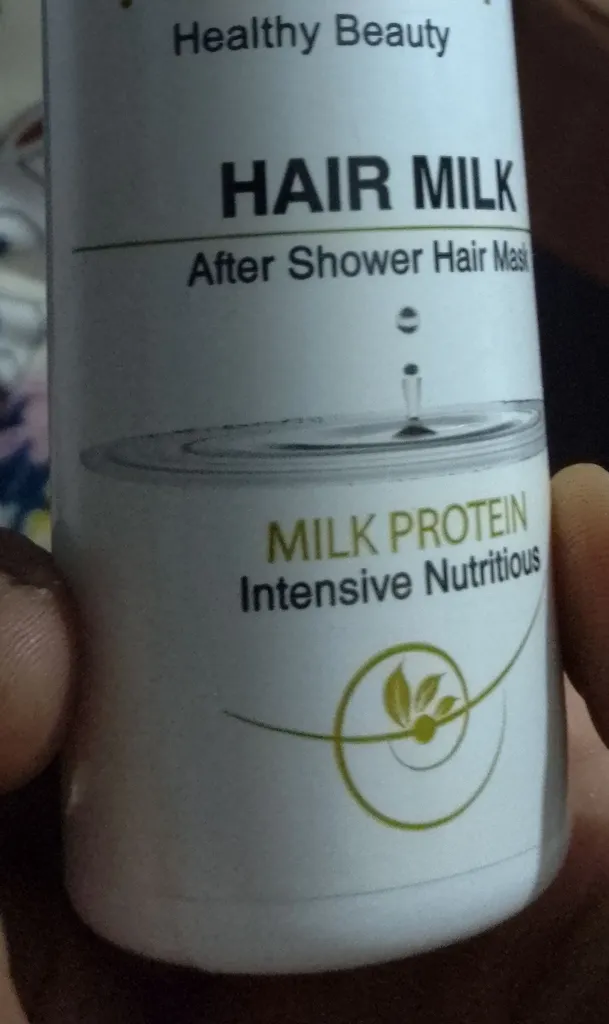 Healthy Beauty
HAIR MILK
After Shower Hair Mask
MILK PROTEIN
Intensive Nutritious